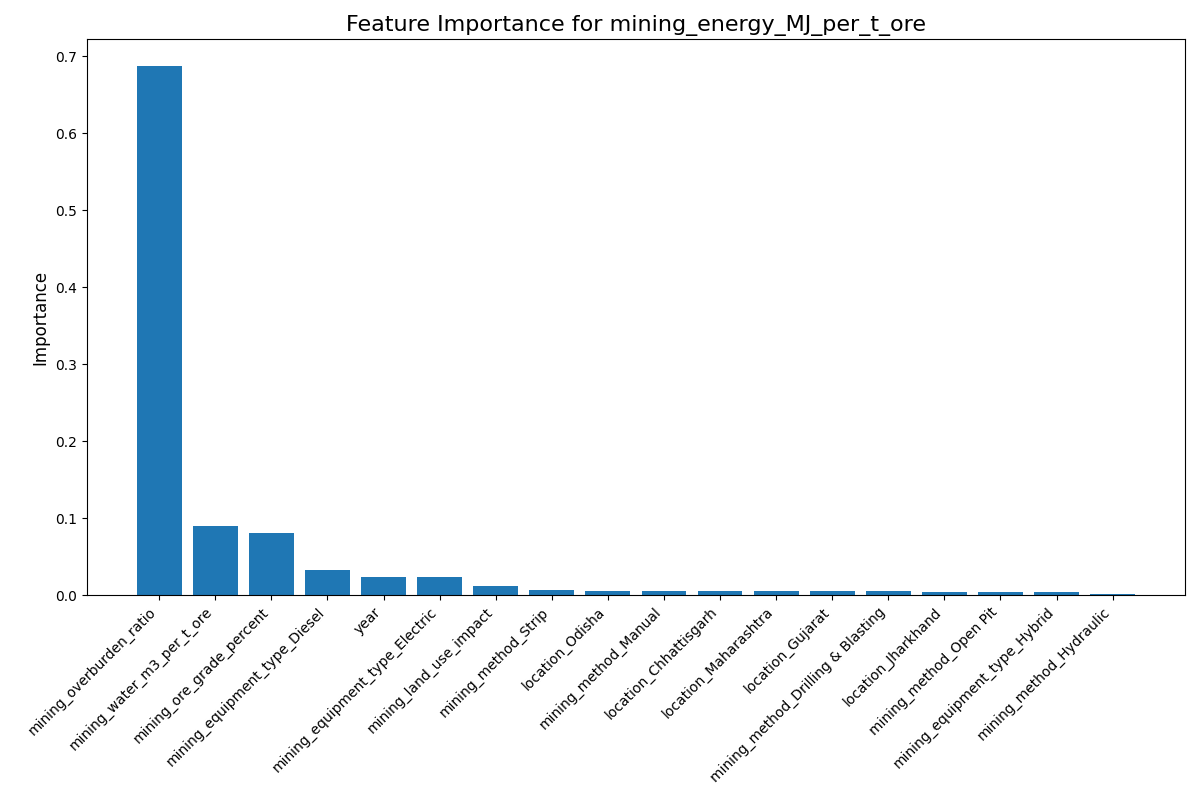 Feature Importance for mining_energy_MJ_per_t_ore
Importance
0.7
0.6
0.5
0.4
0.3
0.2
0.1
0.0
mining_overburden_ratio
mining_water_m3_per_t_ore
mining_ore_grade_percent
mining_equipment_type_Diesel
year
mining_equipment_type_Electric
mining_land_use_impact
mining_method_Strip
location_Odisha
mining_method_Manual
location_Chhattisgarh
location_Maharashtra
location_Gujarat
mining_method_Drilling & Blasting
location_Jharkhand
mining_method_Open Pit
mining_equipment_type_Hybrid
mining_method_Hydraulic